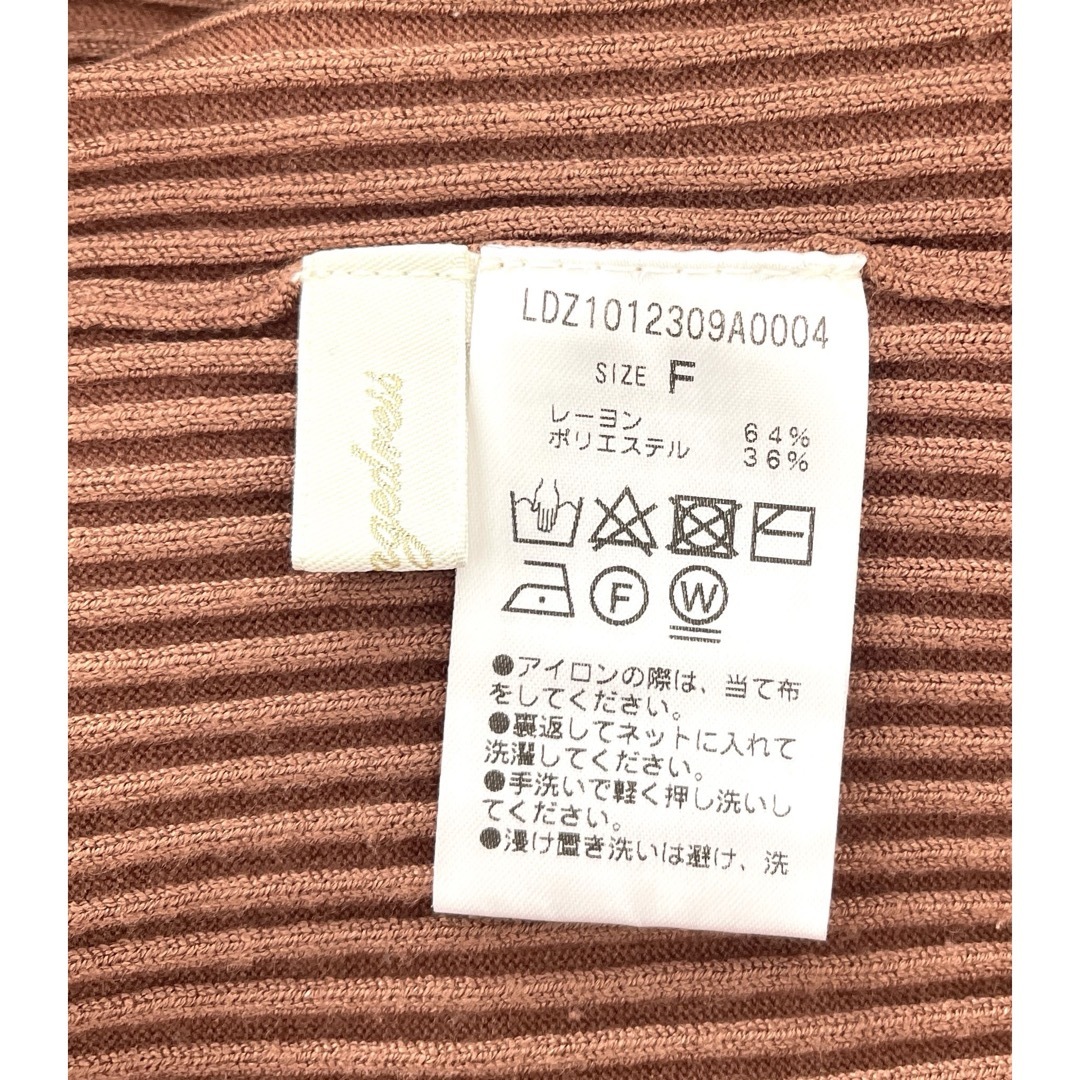 LDZ1012309A0004
SIZE F
レーヨン 64%
ポリエステル 36%
F W
●アイロンの際は、当て布
をしてください。
●裏返してネットに入れて
洗濯してください。
●手洗いで軽く押し洗いし
てください。
●浸け置き洗いは避け、洗